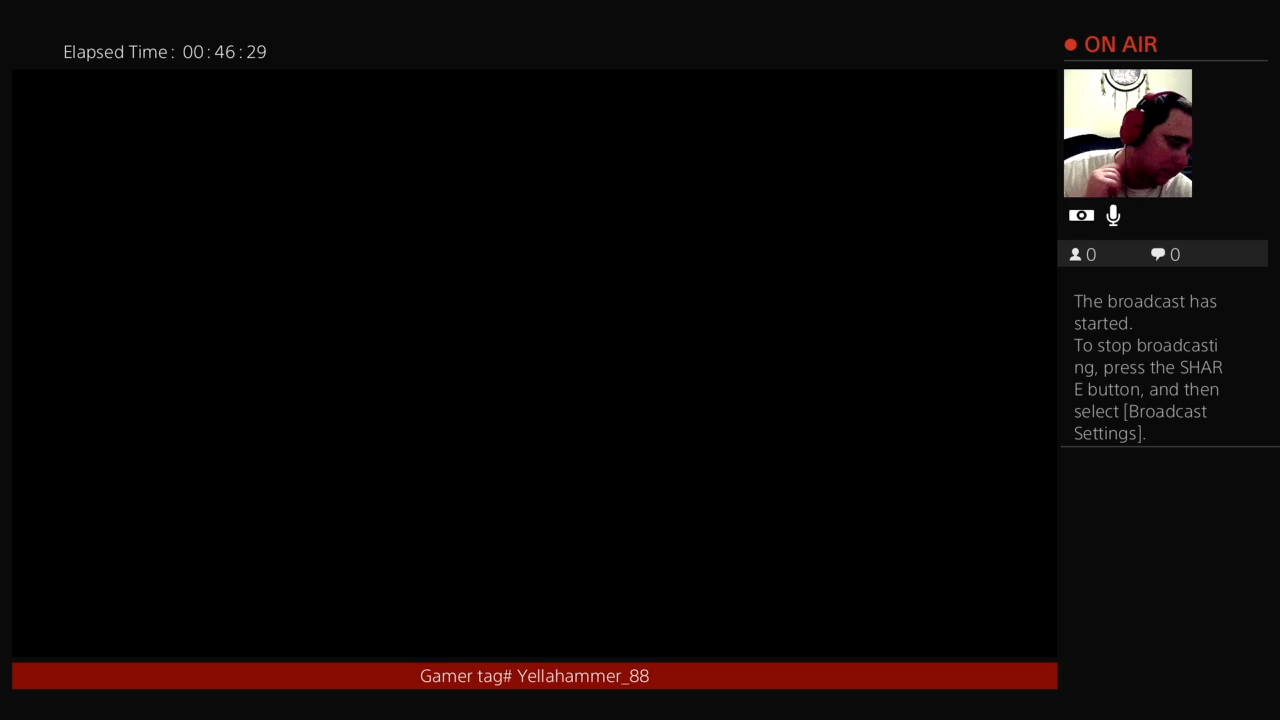 Elapsed Time: 00:46:29
ON AIR
0 0
The broadcast has
started.
To stop broadcasti
ng, press the SHAR
E button, and then
select [Broadcast
Settings].
Gamer tag# Yellahammer_88